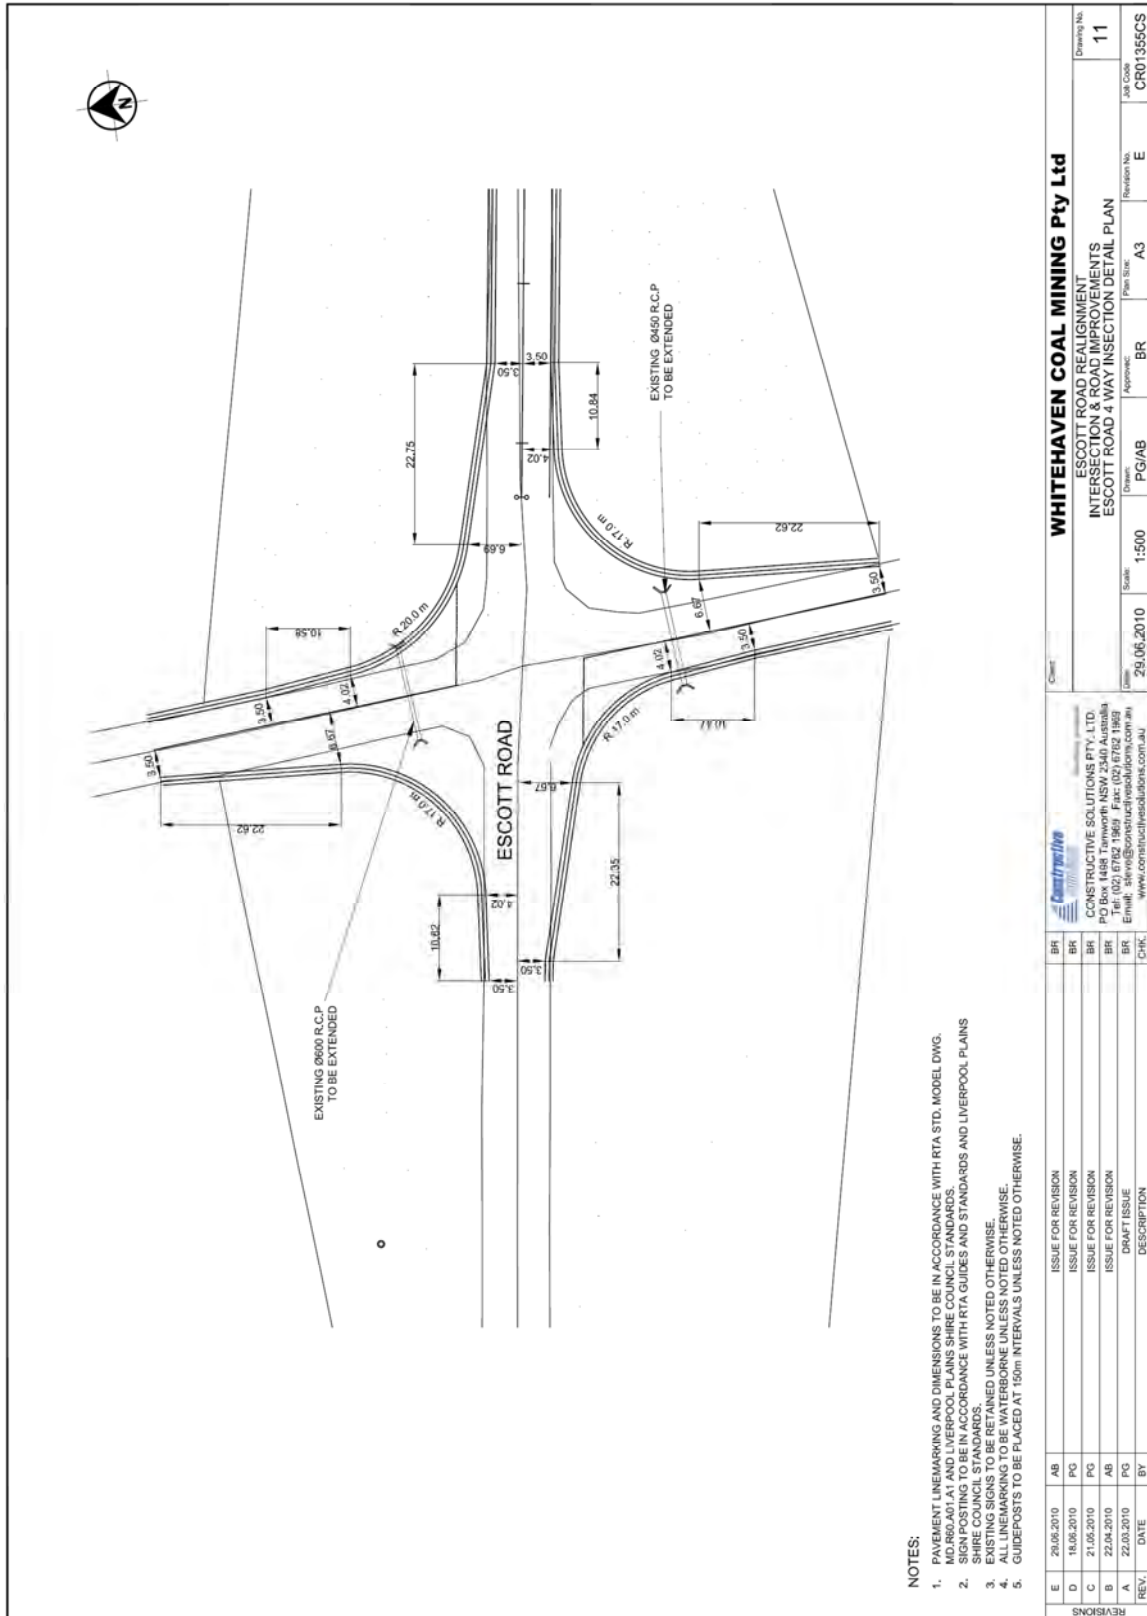 N
EXISTING Ø600 R.C.P
TO BE EXTENDED
EXISTING Ø450 R.C.P
TO BE EXTENDED
ESCOTT ROAD
R 17.0 m
R 20.0 m
R 17.0 m
R 17.0 m
3.50
22.62
6.67
3.50
4.02
10.58
22.75
6.69
3.50
3.50
4.02
10.84
10.62
4.02
3.50
3.50
6.67
22.35
4.02
3.50
6.67
22.62
3.50
NOTES:
1. PAVEMENT LINEMARKING AND DIMENSIONS TO BE IN ACCORDANCE WITH RTA STD. MODEL DWG.
MD.R60.A01.A1 AND LIVERPOOL PLAINS SHIRE COUNCIL STANDARDS.
2. SIGN POSTING TO BE IN ACCORDANCE WITH RTA GUIDES AND STANDARDS AND LIVERPOOL PLAINS
SHIRE COUNCIL STANDARDS.
3. EXISTING SIGNS TO BE RETAINED UNLESS NOTED OTHERWISE.
4. ALL LINEMARKING TO BE WATERBORNE UNLESS NOTED OTHERWISE.
5. GUIDEPOSTS TO BE PLACED AT 150m INTERVALS UNLESS NOTED OTHERWISE.
REVISIONS
E 29.06.2010 AB ISSUE FOR REVISION BR
D 18.06.2010 PG ISSUE FOR REVISION BR
C 21.05.2010 PG ISSUE FOR REVISION BR
B 22.04.2010 AB ISSUE FOR REVISION BR
A 22.03.2010 PG DRAFT ISSUE BR
REV. DATE BY DESCRIPTION CHK.
Constructive
CONSTRUCTIVE SOLUTIONS PTY. LTD.
PO Box 1498 Tamworth NSW 2340 Australia
Tel: (02) 6762 1969 Fax: (02) 6762 1969
Email: steve@constructivesolutions.com.au
www.constructivesolutions.com.au
Client:
WHITEHAVEN COAL MINING Pty Ltd
ESCOTT ROAD REALIGNMENT
INTERSECTION & ROAD IMPROVEMENTS
ESCOTT ROAD 4 WAY INSECTION DETAIL PLAN
Drawing No.
11
Date: 29.06.2010
Scale: 1:500
Drawn: PG/AB
Approved: BR
Plan Size: A3
Revision No. E
Job Code CR01355CS